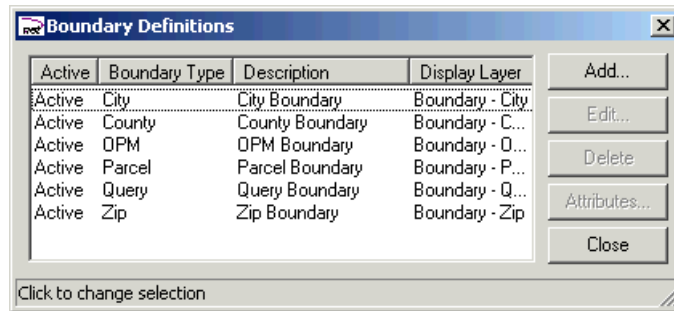 Boundary Definitions
Active Boundary Type Description Display Layer
Active City City Boundary Boundary - City
Active County County Boundary Boundary - C...
Active OPM OPM Boundary Boundary - O...
Active Parcel Parcel Boundary Boundary - P...
Active Query Query Boundary Boundary - Q...
Active Zip Zip Boundary Boundary - Zip
Add...
Edit...
Delete
Attributes...
Close
Click to change selection